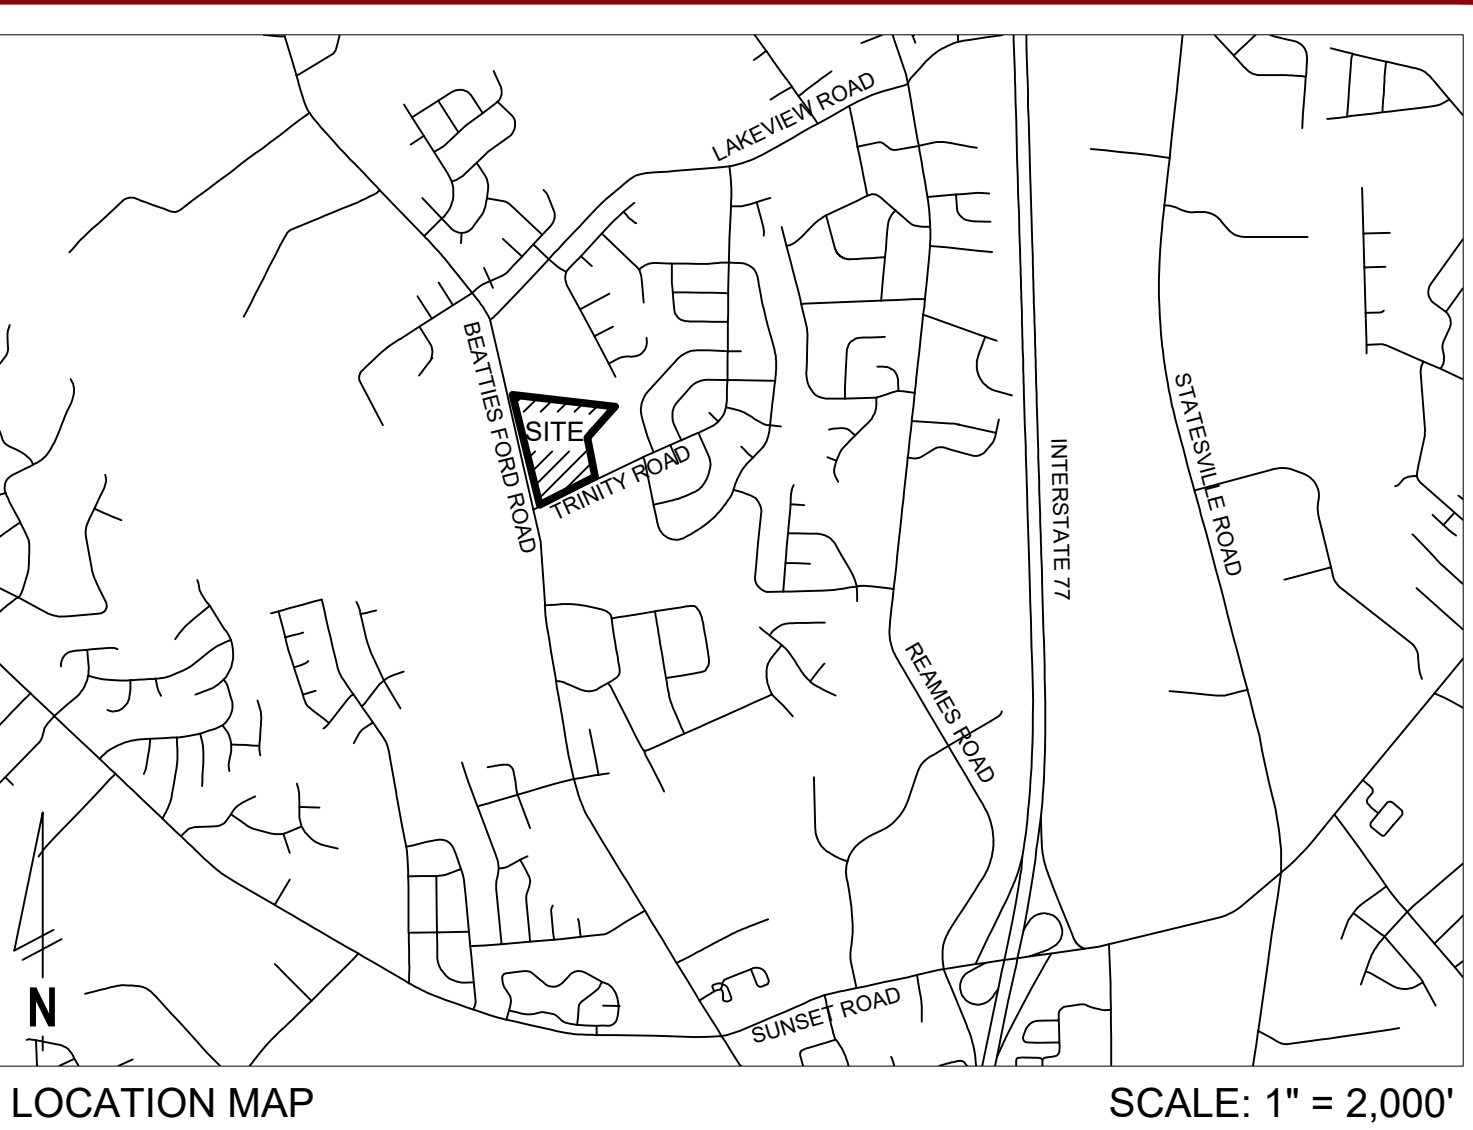 LAKEVIEW ROAD
BEATTIES FORD ROAD
SITE
TRINITY ROAD
INTERSTATE 77
STATESVILLE ROAD
REAMES ROAD
SUNSET ROAD
N
LOCATION MAP
SCALE: 1" = 2,000'